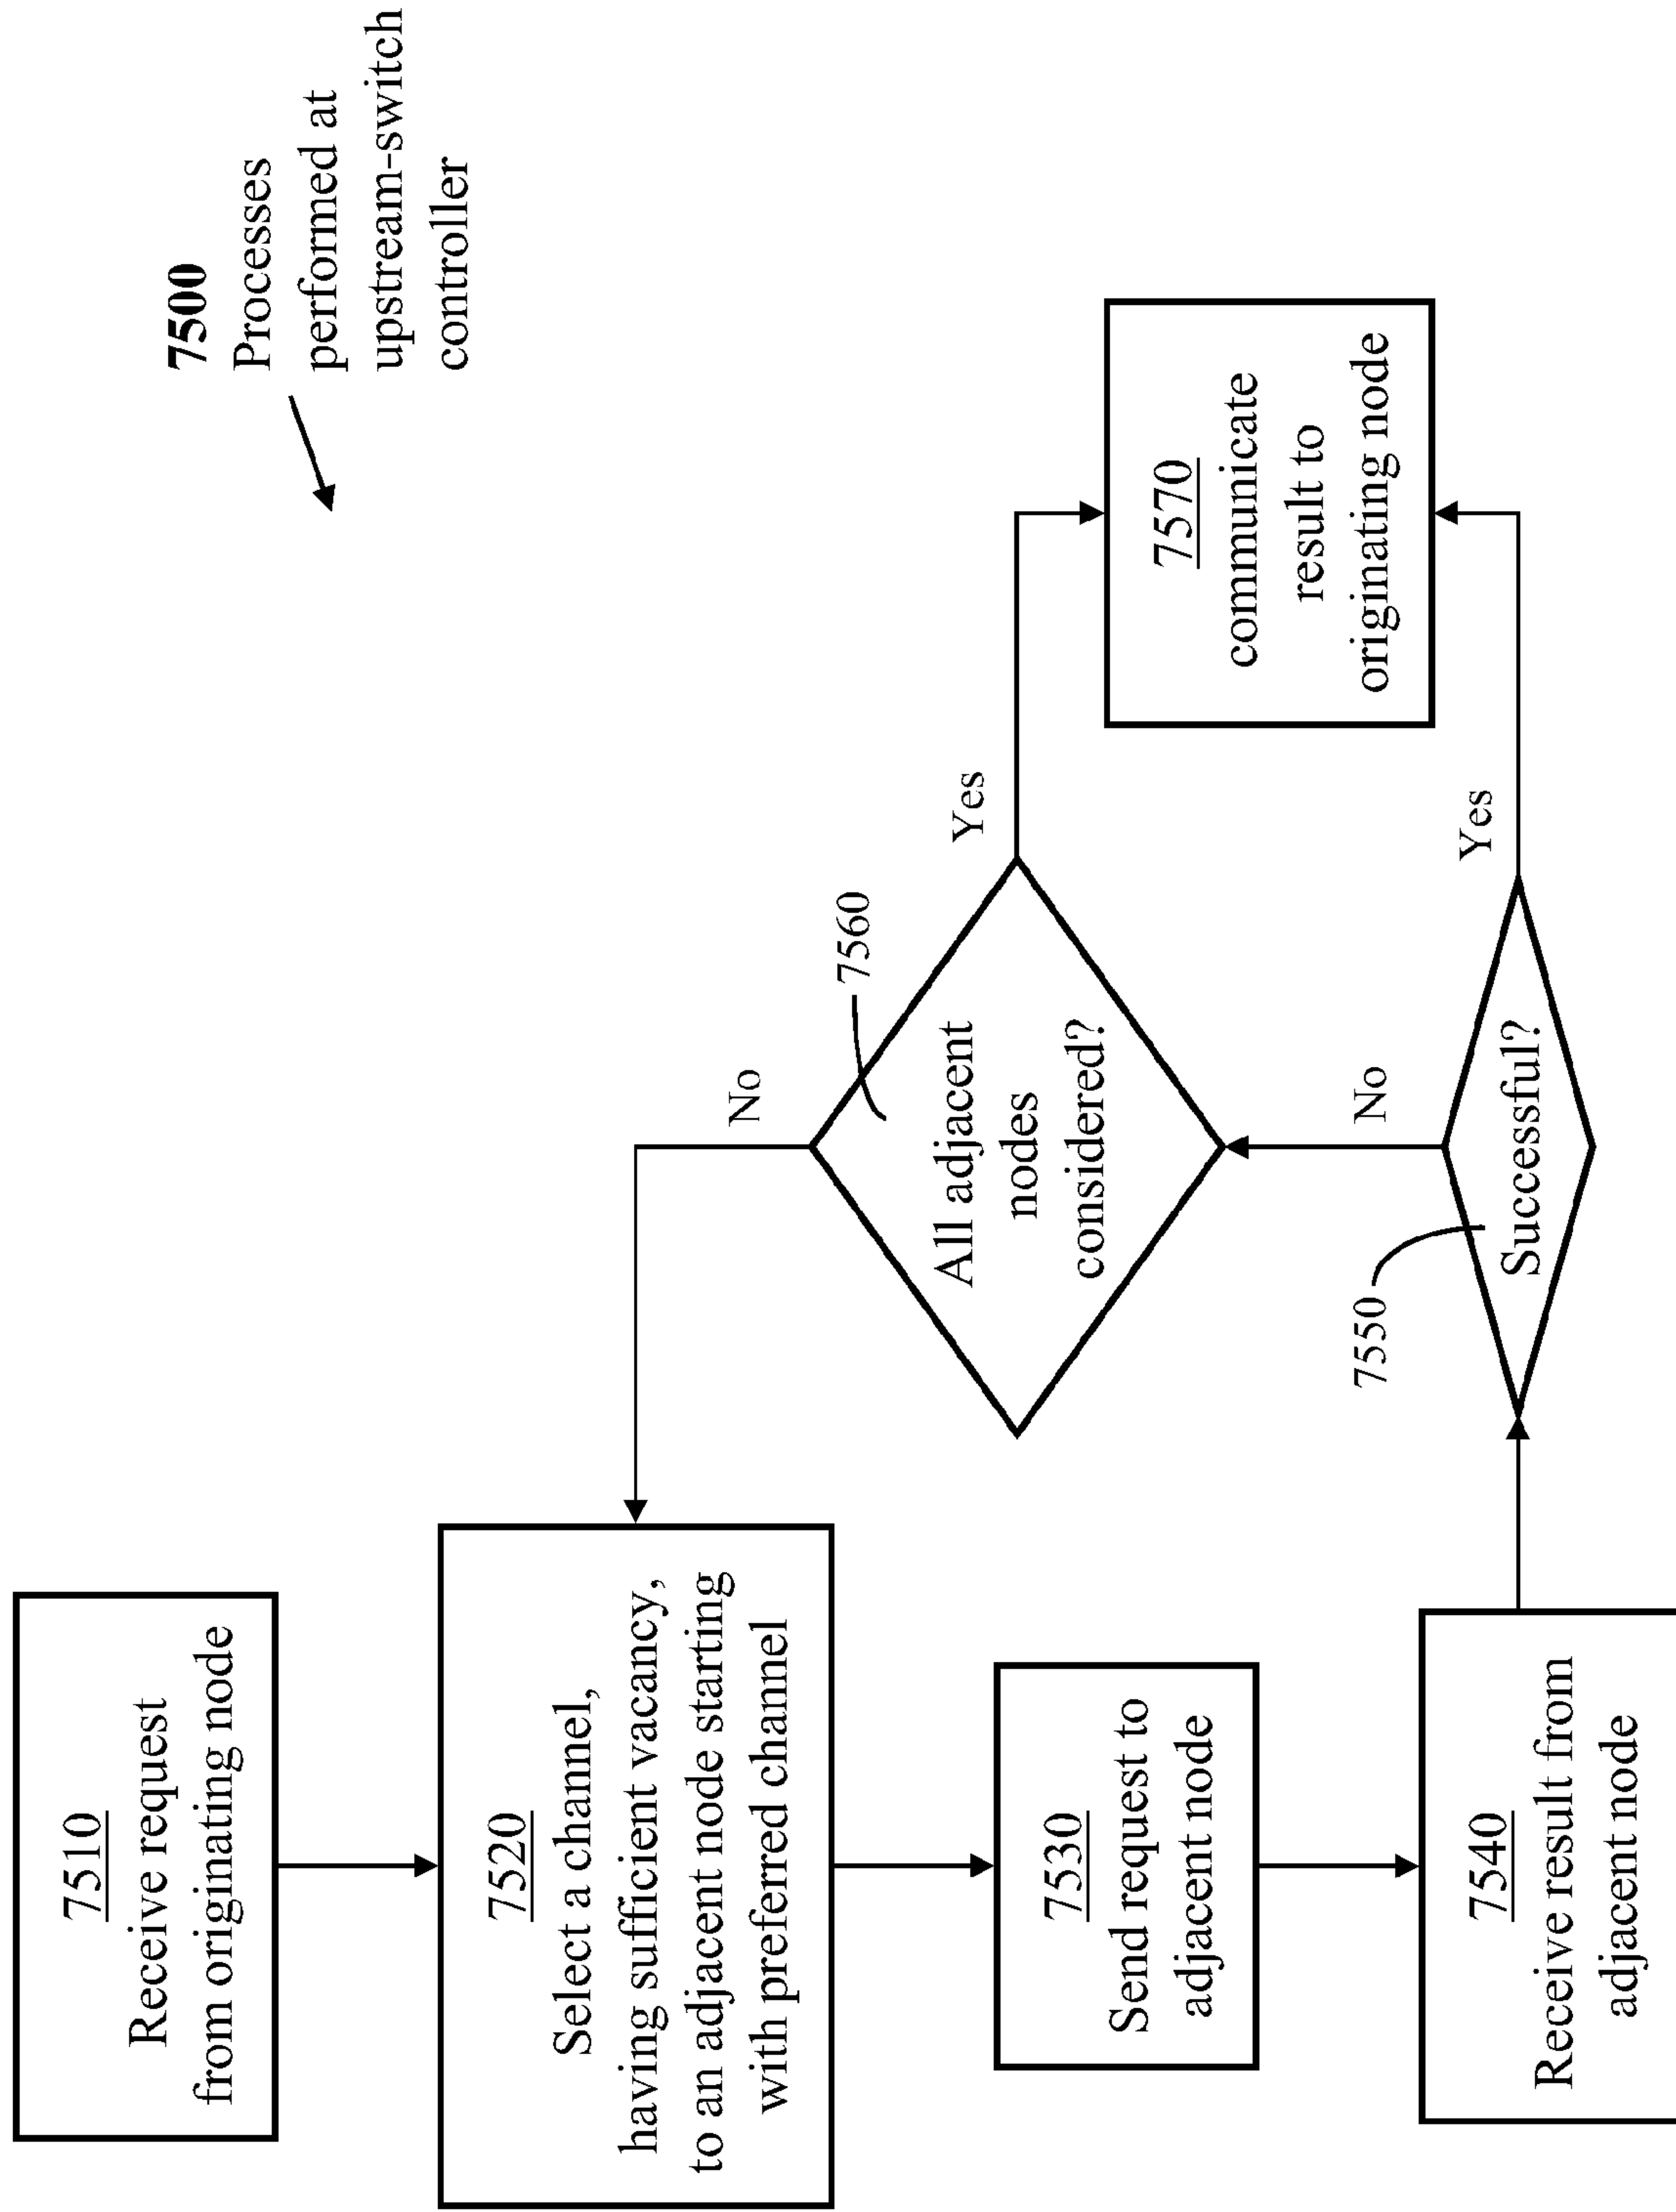 7500
Processes
performed at
upstream-switch
controller
7510
Receive request
from originating node
7520
Select a channel,
having sufficient vacancy,
to an adjacent node starting
with preferred channel
7530
Send request to
adjacent node
7540
Receive result from
adjacent node
7550
Successful?
No
Yes
7560
All adjacent
nodes
considered?
No
Yes
7570
communicate
result to
originating node